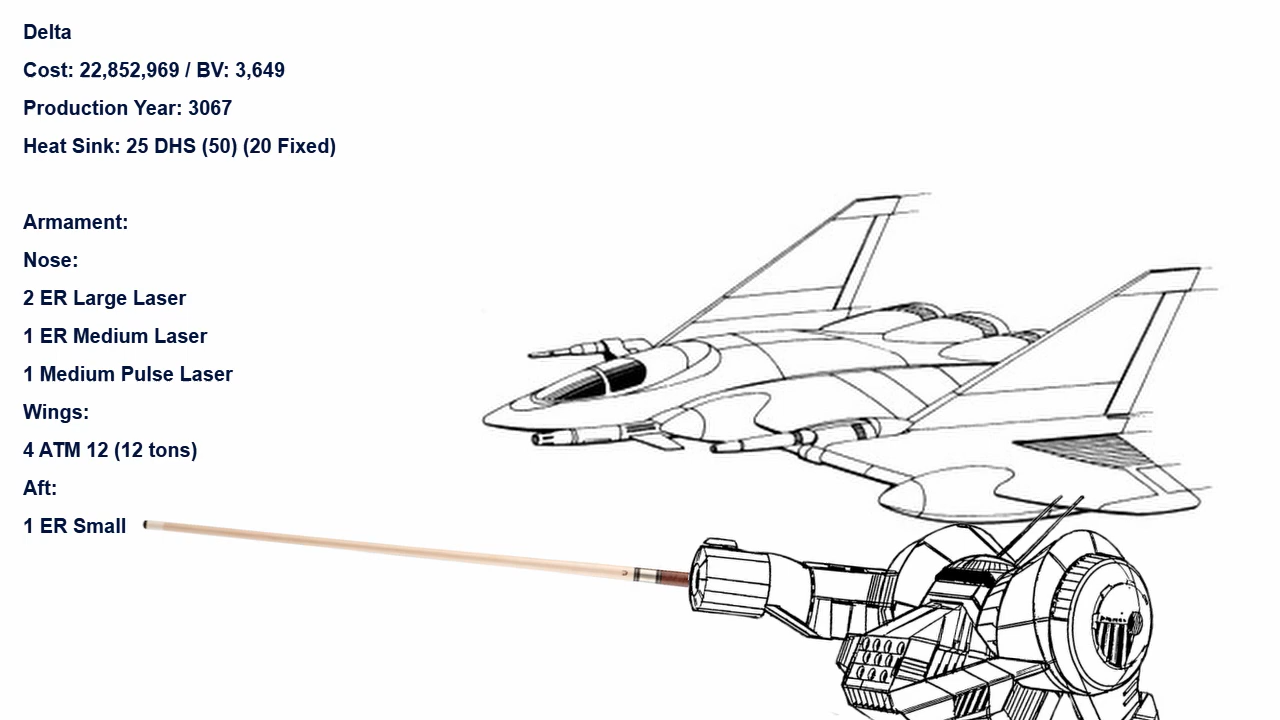 Delta
Cost: 22,852,969 / BV: 3,649
Production Year: 3067
Heat Sink: 25 DHS (50) (20 Fixed)
Armament:
Nose:
2 ER Large Laser
1 ER Medium Laser
1 Medium Pulse Laser
Wings:
4 ATM 12 (12 tons)
Aft:
1 ER Small